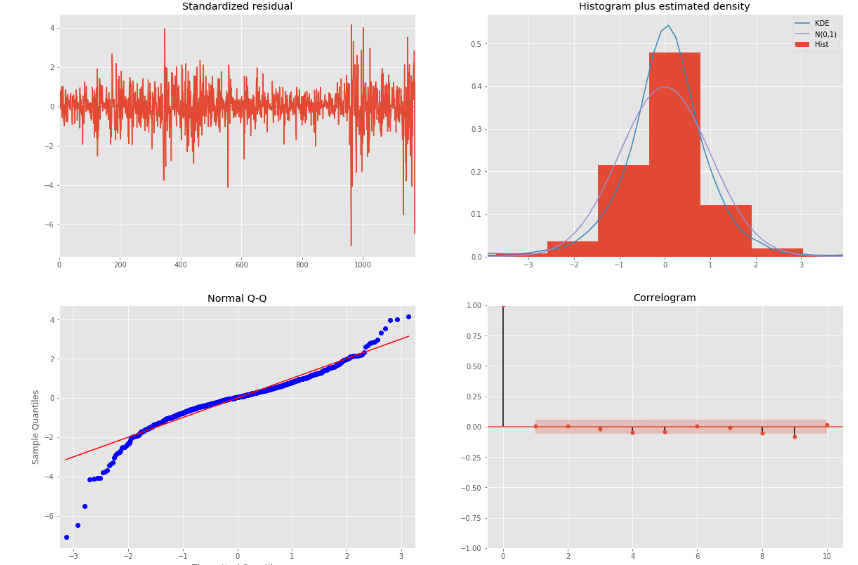 Standardized residual
4
2
0
−2
−4
−6
0 200 400 600 800 1000
Histogram plus estimated density
KDE
N(0,1)
Hist
0.5
0.4
0.3
0.2
0.1
0.0
−3 −2 −1 0 1 2 3
Normal Q-Q
Sample Quantiles
4
2
0
−2
−4
−6
−3 −2 −1 0 1 2 3
Correlogram
1.00
0.75
0.50
0.25
0.00
−0.25
−0.50
−0.75
−1.00
0 2 4 6 8 10